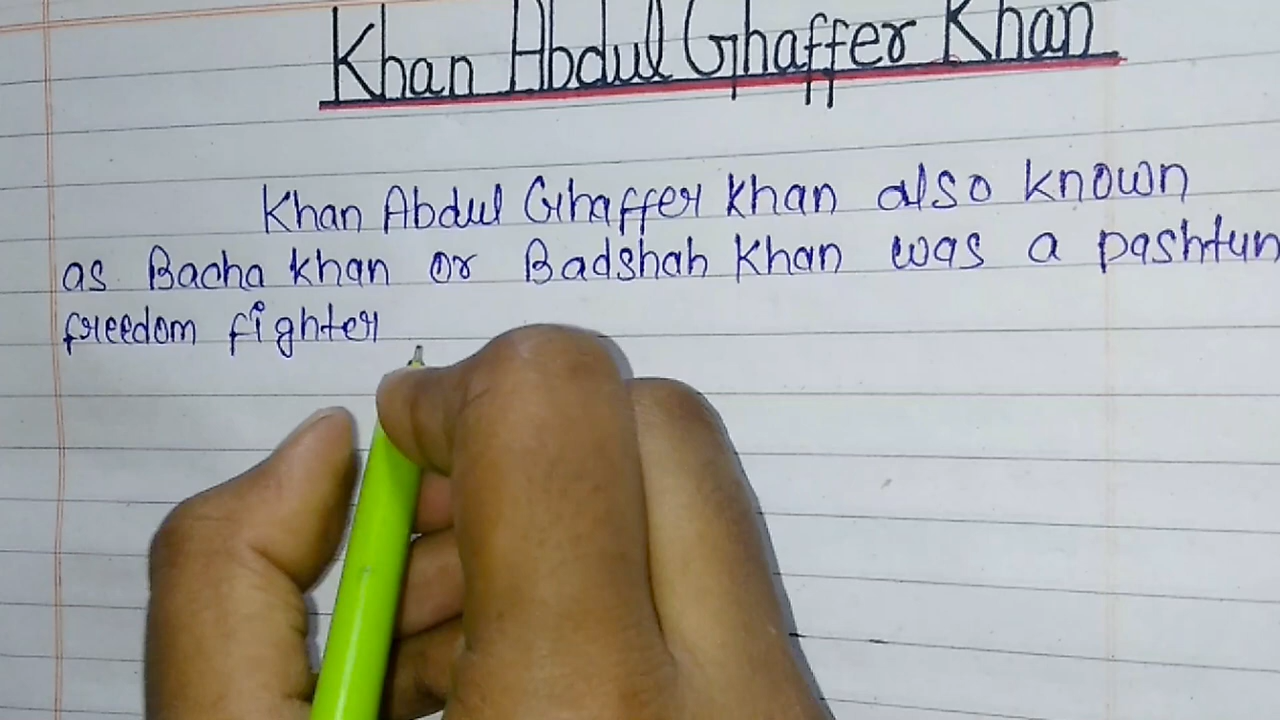 Khan Abdul Ghaffer Khan
Khan Abdul Ghaffer Khan also known
as Bacha Khan or Badshah Khan was a pashtun
freedom fighter